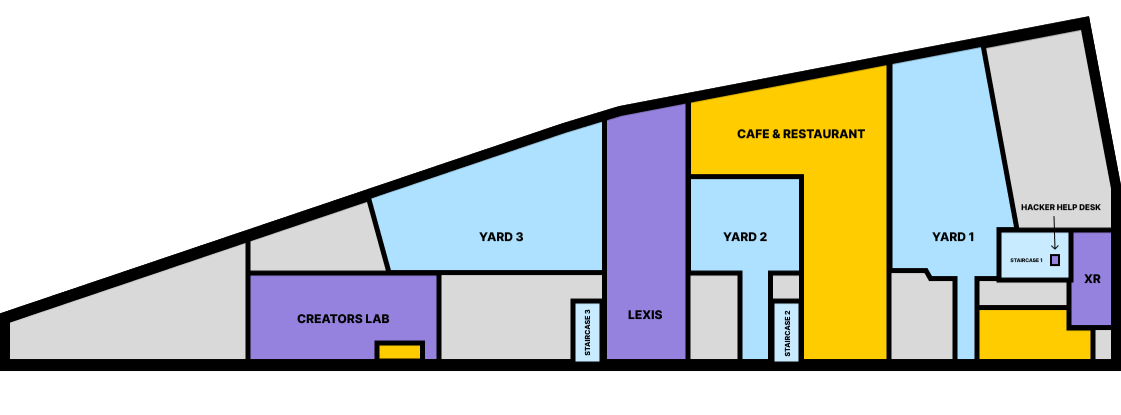 CAFE & RESTAURANT
HACKER HELP DESK
YARD 3
YARD 2
YARD 1
STAIRCASE 1
XR
CREATORS LAB
LEXIS
STAIRCASE 3
STAIRCASE 2